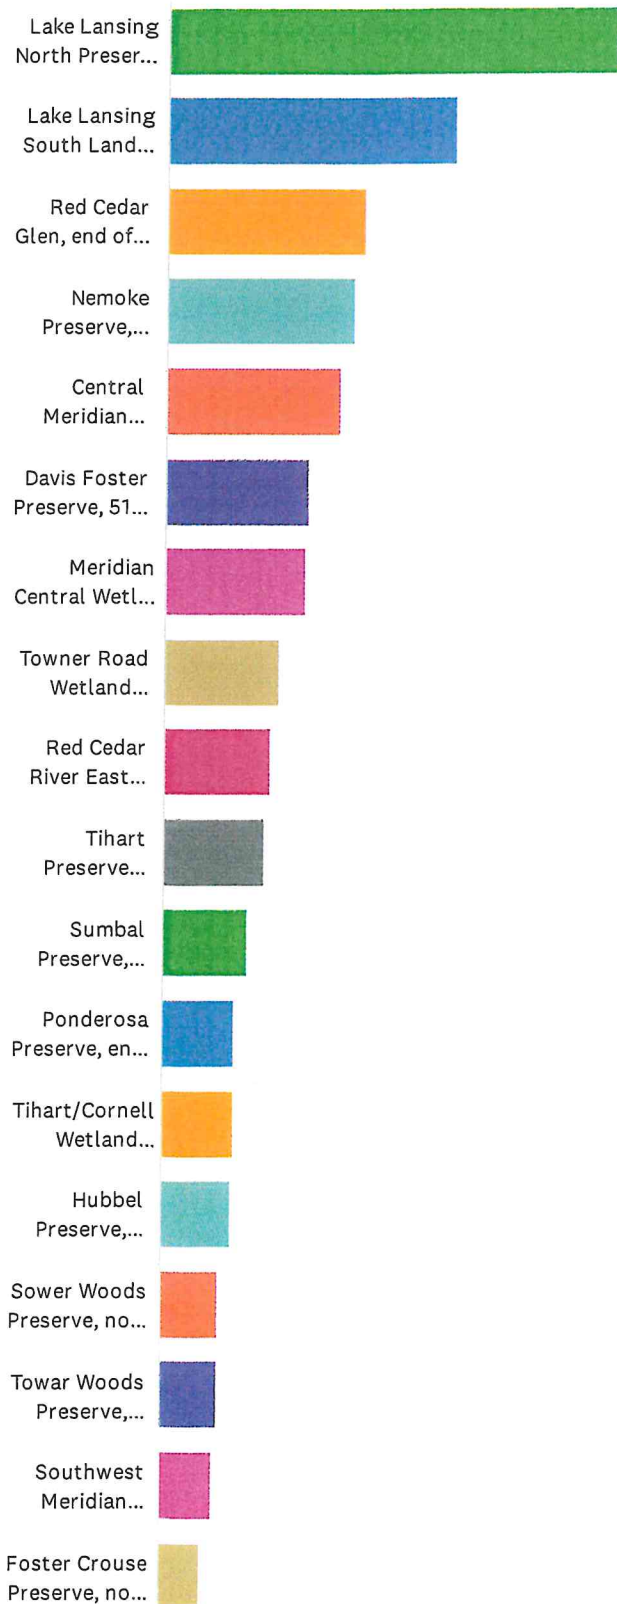 Lake Lansing
North Preser...
Lake Lansing
South Land...
Red Cedar
Glen, end of...
Nemoke
Preserve,...
Central
Meridian...
Davis Foster
Preserve, 51...
Meridian
Central Wetl...
Towner Road
Wetland...
Red Cedar
River East...
Tihart
Preserve...
Sumbal
Preserve,...
Ponderosa
Preserve, en...
Tihart/Cornell
Wetland...
Hubbel
Preserve,...
Sower Woods
Preserve, no...
Towar Woods
Preserve,...
Southwest
Meridian...
Foster Crouse
Preserve, no...